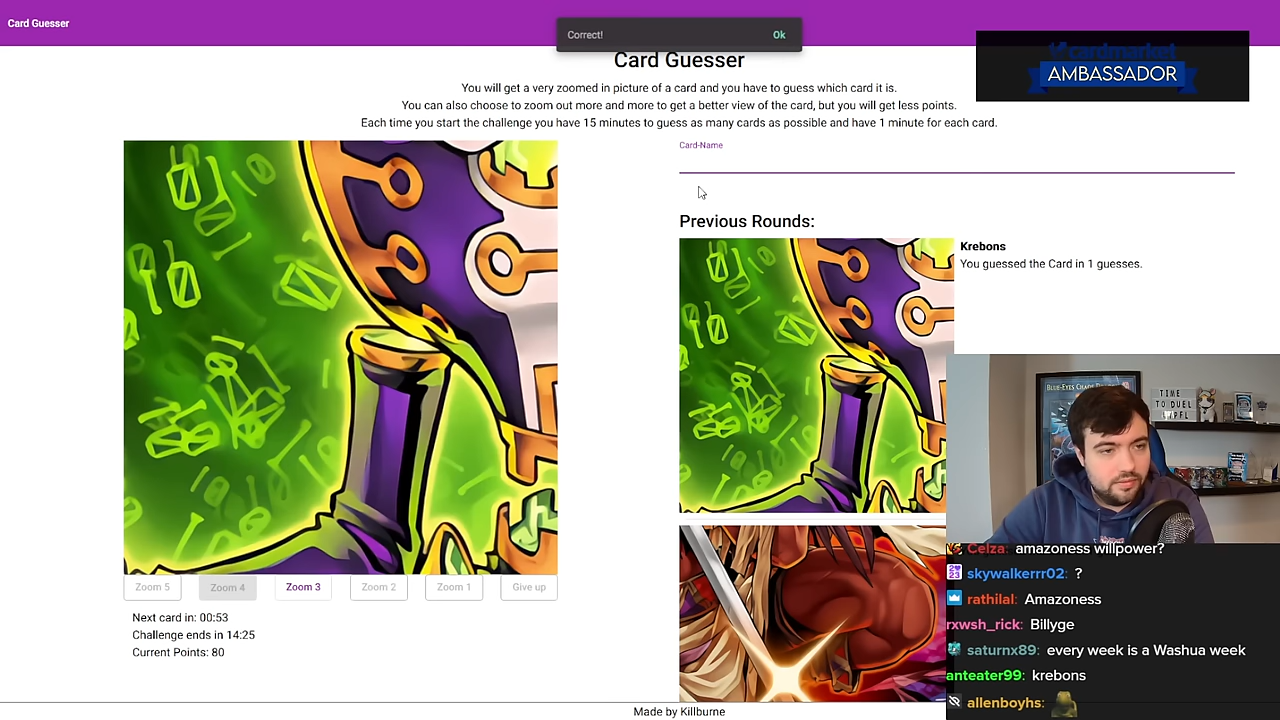 Card Guesser
Correct!
Ok
Card Guesser
You will get a very zoomed in picture of a card and you have to guess which card it is.
You can also choose to zoom out more and more to get a better view of the card, but you will get less points.
Each time you start the challenge you have 15 minutes to guess as many cards as possible and have 1 minute for each card.
cardmarket
AMBASSADOR
Card-Name
Previous Rounds:
Krebons
You guessed the Card in 1 guesses.
Zoom 5
Zoom 4
Zoom 3
Zoom 2
Zoom 1
Give up
Next card in: 00:53
Challenge ends in 14:25
Current Points: 80
TIME
TO DUEL
Celza: amazoness willpower?
skywalkerrr02: ?
rathilal: Amazoness
rxwsh_rick: Billyge
saturnx89: every week is a Washua week
anteater99: krebons
allenboyhs:
Made by Killburne